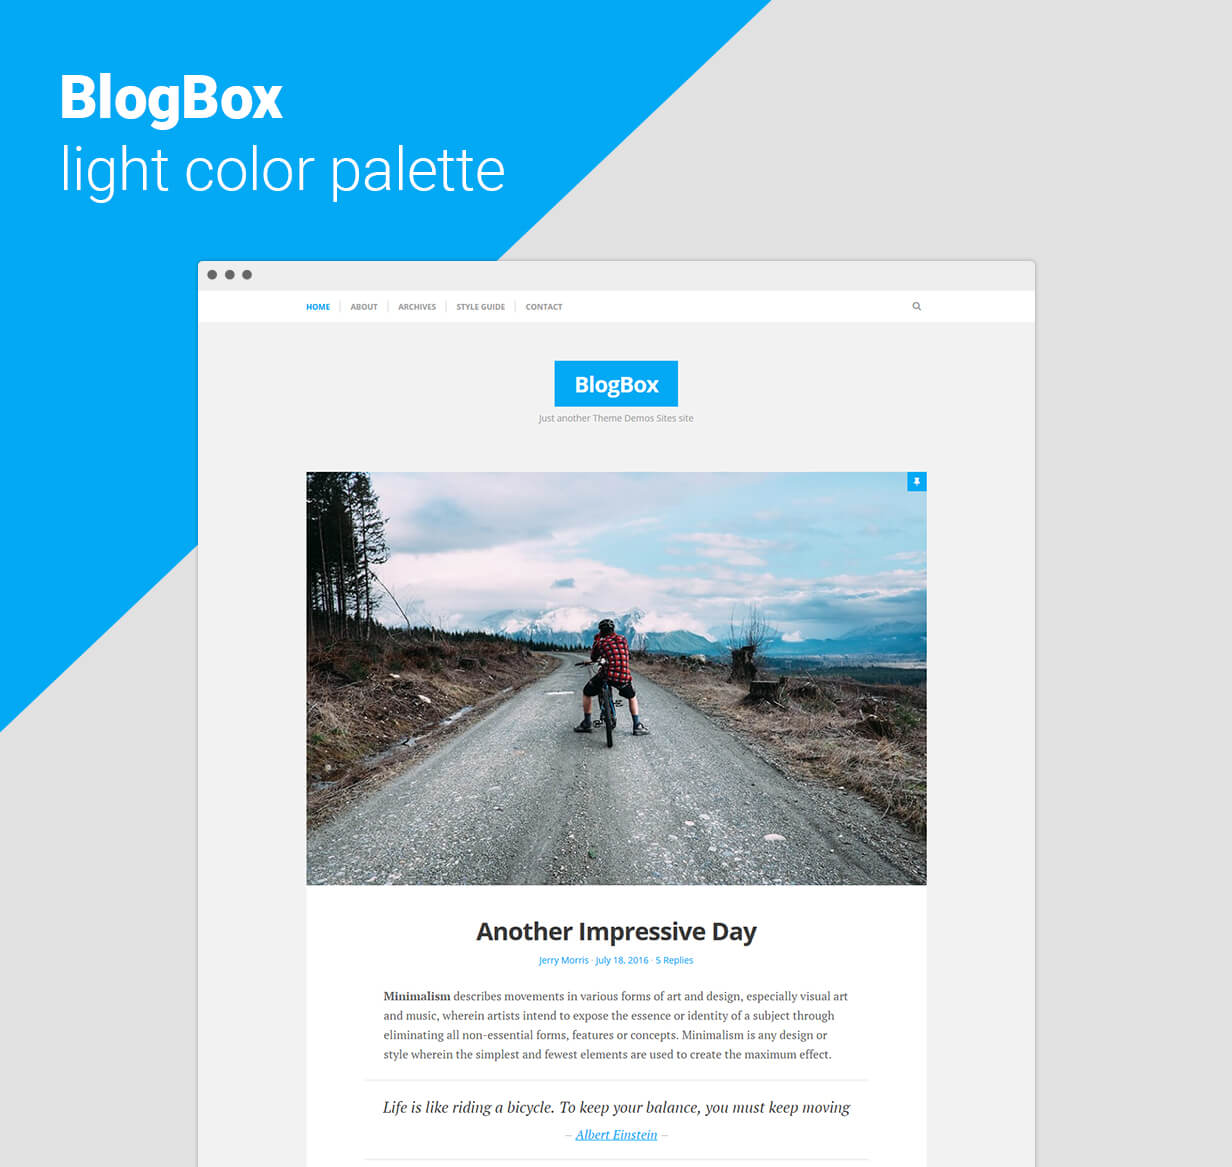 BlogBox
light color palette
HOME
ABOUT
ARCHIVES
STYLE GUIDE
CONTACT
BlogBox
Just another Theme Demos Sites site
Another Impressive Day
Jerry Morris · July 18, 2016 · 5 Replies
Minimalism describes movements in various forms of art and design, especially visual art
and music, wherein artists intend to expose the essence or identity of a subject through
eliminating all non-essential forms, features or concepts. Minimalism is any design or
style wherein the simplest and fewest elements are used to create the maximum effect.
Life is like riding a bicycle. To keep your balance, you must keep moving
– Albert Einstein –